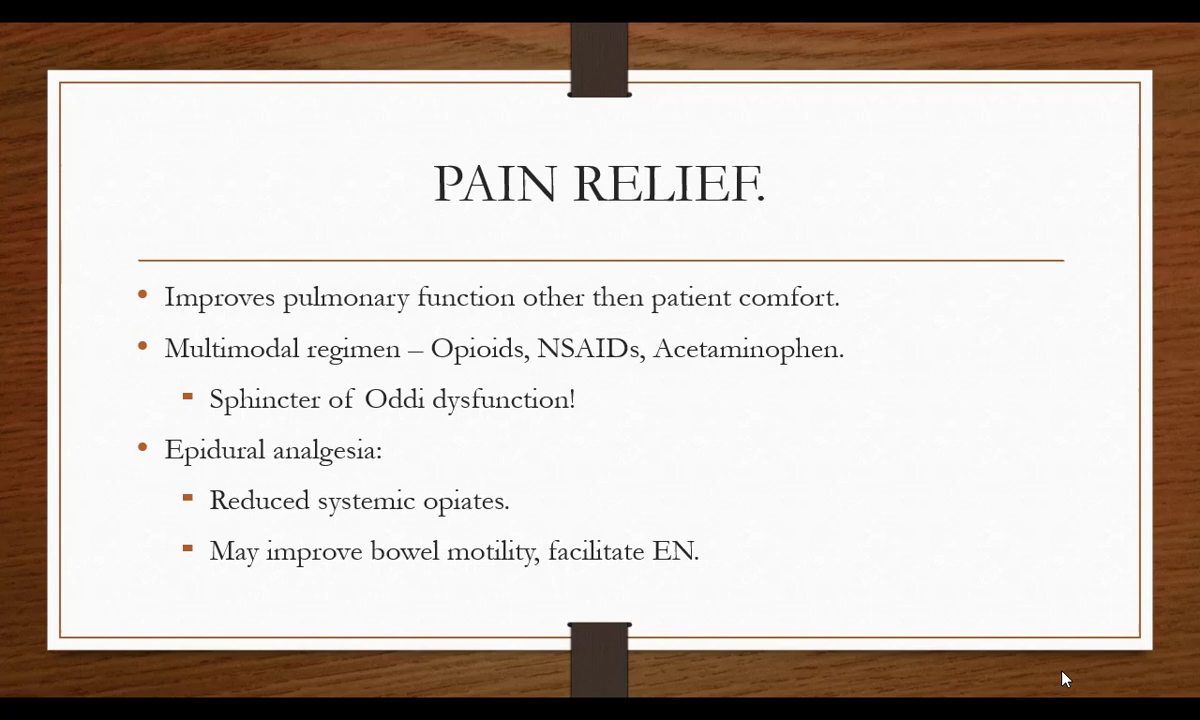 PAIN RELIEF.
• Improves pulmonary function other then patient comfort.
• Multimodal regimen – Opioids, NSAIDs, Acetaminophen.
▪ Sphincter of Oddi dysfunction!
• Epidural analgesia:
▪ Reduced systemic opiates.
▪ May improve bowel motility, facilitate EN.